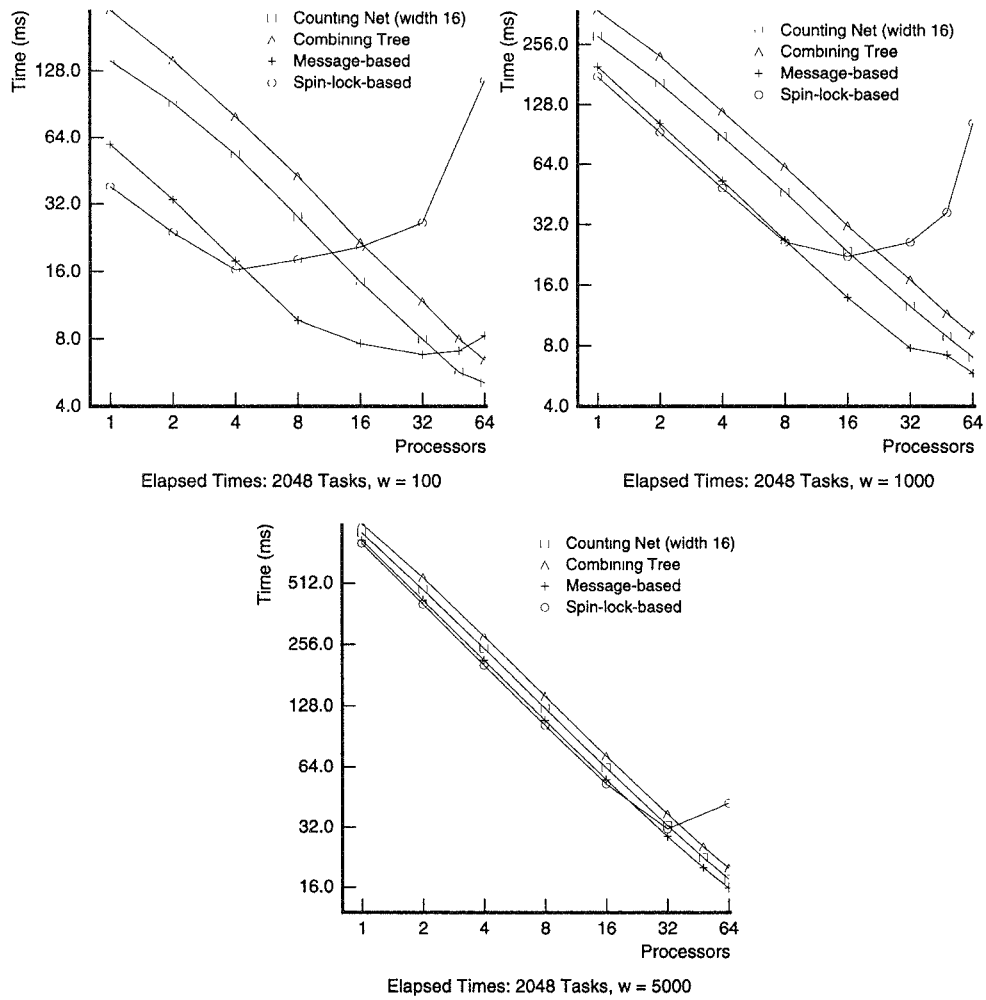 Time (ms)
Counting Net (width 16)
Combining Tree
Message-based
Spin-lock-based
128.0
64.0
32.0
16.0
8.0
4.0
1 2 4 8 16 32 64
Processors
Elapsed Times: 2048 Tasks, w = 100
Time (ms)
Counting Net (width 16)
Combining Tree
Message-based
Spin-lock-based
256.0
128.0
64.0
32.0
16.0
8.0
4.0
1 2 4 8 16 32 64
Processors
Elapsed Times: 2048 Tasks, w = 1000
Time (ms)
Counting Net (width 16)
Combining Tree
Message-based
Spin-lock-based
512.0
256.0
128.0
64.0
32.0
16.0
1 2 4 8 16 32 64
Processors
Elapsed Times: 2048 Tasks, w = 5000